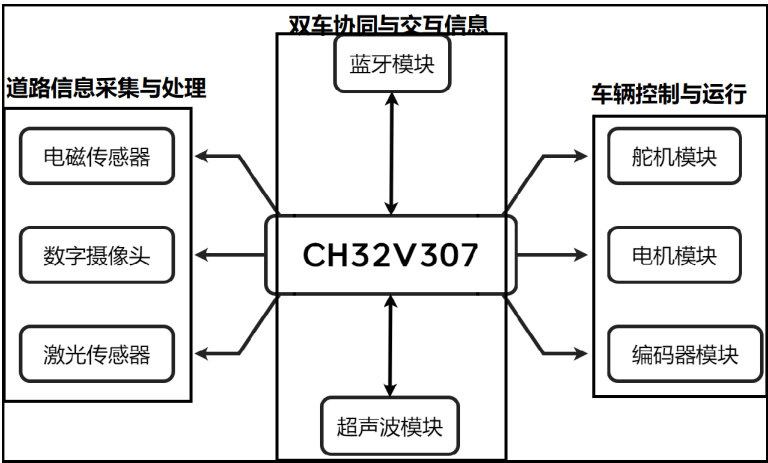 双车协同与交互信息
蓝牙模块
道路信息采集与处理
电磁传感器
数字摄像头
激光传感器
CH32V307
超声波模块
车辆控制与运行
舵机模块
电机模块
编码器模块